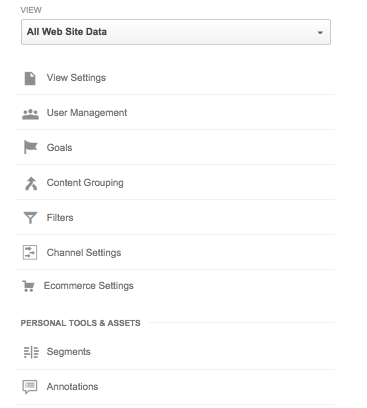 VIEW
All Web Site Data
View Settings
User Management
Goals
Content Grouping
Filters
Channel Settings
Ecommerce Settings
PERSONAL TOOLS & ASSETS
Segments
Annotations